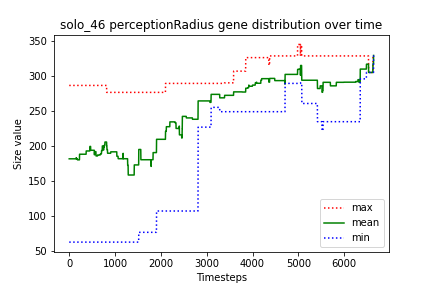 solo_46 perceptionRadius gene distribution over time
350
300
250
200
150
100
50
Size value
0 1000 2000 3000 4000 5000 6000
Timesteps
max
mean
min